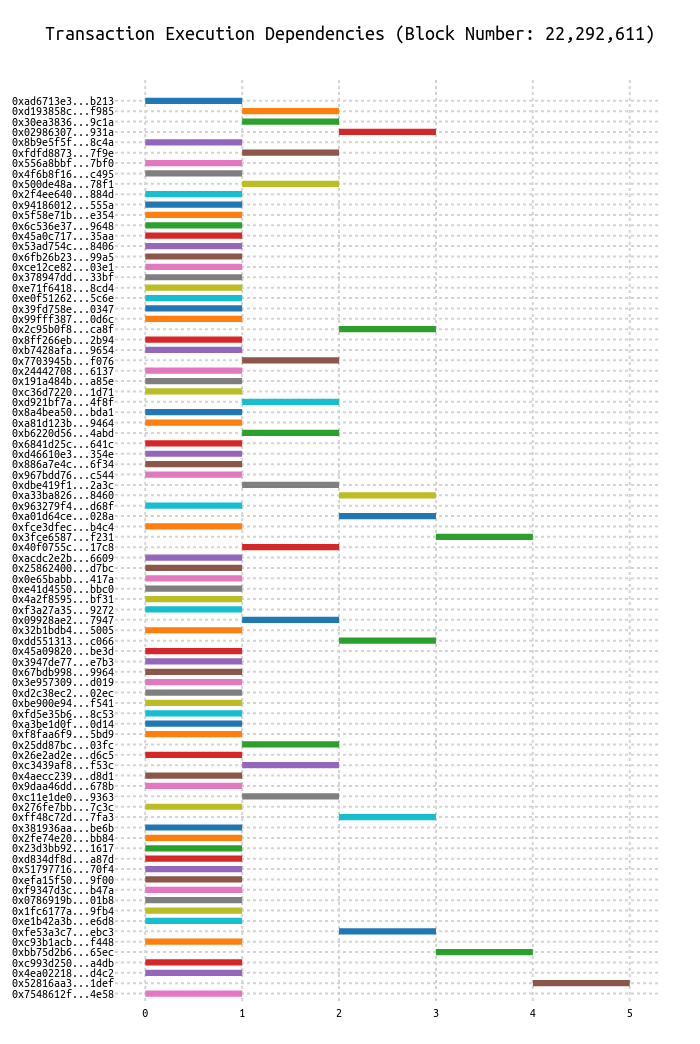 Transaction Execution Dependencies (Block Number: 22,292,611)
0xad6713e3...b213
0xd193858c...f985
0x30ea3836...9c1a
0x02986307...931a
0x8b9e5f5f...8c4a
0xfdfd8873...7f9e
0x556a8bbf...7bf0
0x4f6b8f16...c495
0x500de48a...78f1
0x2f4ee640...884d
0x94186012...555a
0x5f58e71b...e354
0x6c536e37...9648
0x45a0c717...35aa
0x53ad754c...8406
0x6fb26b23...99a5
0xce12ce82...03e1
0x378947dd...33bf
0xe71f6418...8cd4
0xe0f51262...5c6e
0x39fd758e...0347
0x99fff387...0d6c
0x2c95b0f8...ca8f
0x8ff266eb...2b94
0xb7428afa...9654
0x7703945b...f076
0x24442708...6137
0x191a484b...a85e
0xc36d7220...1d71
0xd921bf7a...4f8f
0x8a4bea50...bda1
0xa81d123b...9464
0xb6220d56...4abd
0x6841d25c...641c
0xd46610e3...354e
0x886a7e4c...6f34
0x967bdd76...c544
0xdbe419f1...2a3c
0xa33ba826...8460
0x963279f4...d68f
0xa01d64ce...028a
0xfce3dfec...b4c4
0x3fce6587...f231
0x40f0755c...17c8
0xacdc2e2b...6609
0x25862400...d7bc
0x0e65babb...417a
0xe41d4550...bbc0
0x4a2f8595...bf31
0xf3a27a35...9272
0x09928ae2...7947
0x32b1bdb4...5005
0xdd551313...c066
0x45a09820...be3d
0x3947de77...e7b3
0x67bdb998...9964
0x3e957309...d019
0xd2c38ec2...02ec
0xbe900e94...f541
0xfd5e35b6...8c53
0xa3be1d0f...0d14
0xf8faa6f9...5bd9
0x25dd87bc...03fc
0x26e2ad2e...d6c5
0xc3439af8...f53c
0x4aecc239...d8d1
0x9daa46dd...678b
0xc11e1de0...9363
0x276fe7bb...7c3c
0xff48c72d...7fa3
0x381936aa...be6b
0x2fe74e20...bb84
0x23d3bb92...1617
0xd834df8d...a87d
0x51797716...70f4
0xefa15f50...9f00
0xf9347d3c...b47a
0x0786919b...01b8
0x1fc6177a...9fb4
0xe1b42a3b...e6d8
0xfe53a3c7...ebc3
0xc93b1acb...f448
0xbb75d2b6...65ec
0xc993d250...a4db
0x4ea02218...d4c2
0x52816aa3...1def
0x7548612f...4e58
0 1 2 3 4 5